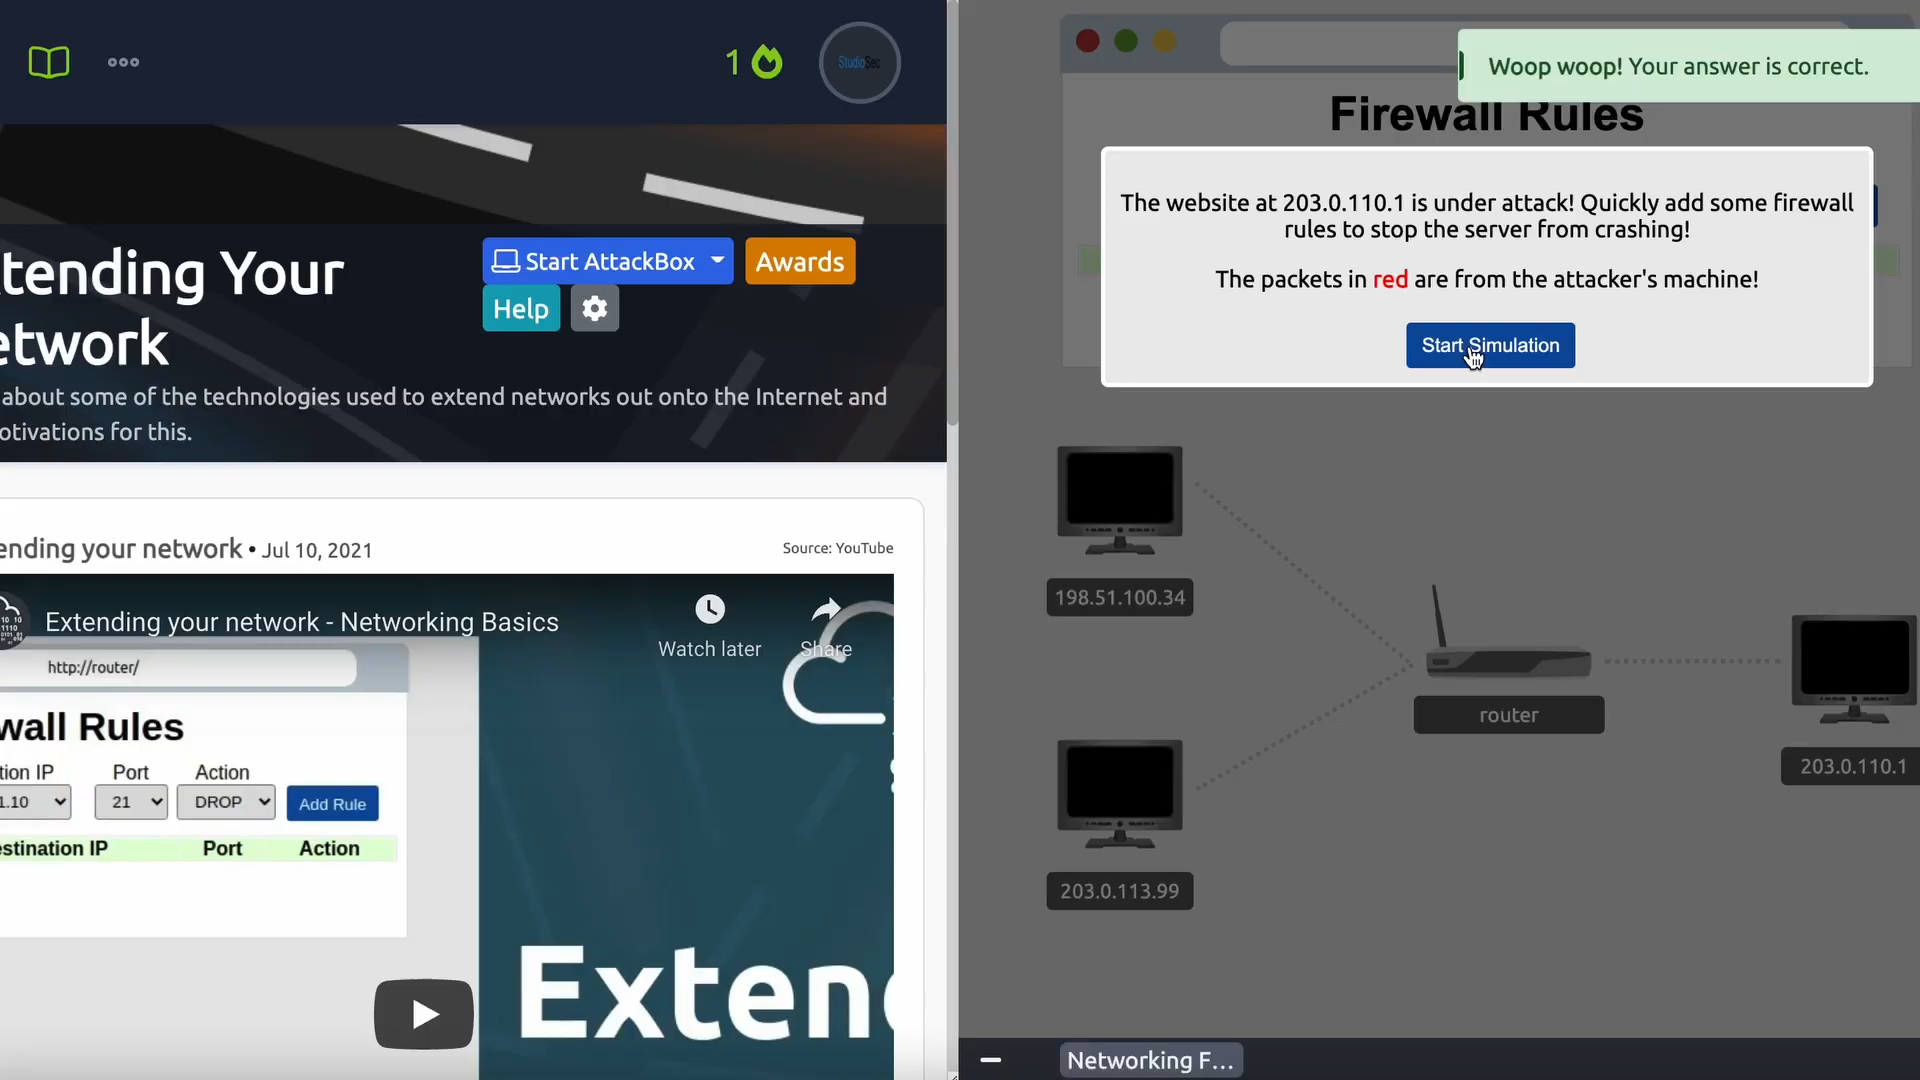 1
StudioSec
tending Your
etwork
Start AttackBox
Awards
Help
about some of the technologies used to extend networks out onto the Internet and
otivations for this.
ending your network • Jul 10, 2021
Source: YouTube
Extending your network - Networking Basics
Watch later
Share
http://router/
wall Rules
tion IP
Port
Action
1.10
21
DROP
Add Rule
estination IP
Port
Action
Exten
Woop woop! Your answer is correct.
Firewall Rules
The website at 203.0.110.1 is under attack! Quickly add some firewall
rules to stop the server from crashing!
The packets in red are from the attacker's machine!
Start Simulation
198.51.100.34
router
203.0.110.1
203.0.113.99
Networking F...